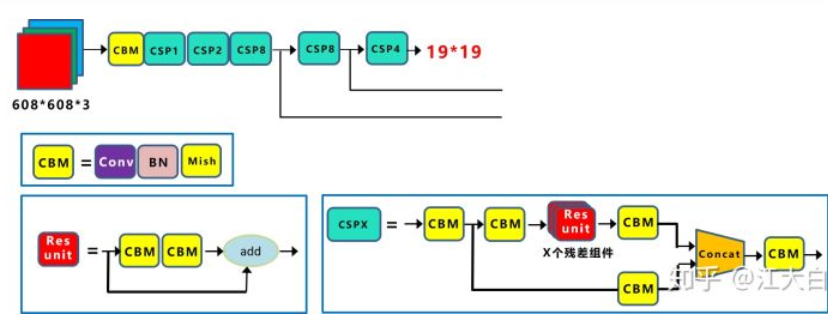 CBM CSP1 CSP2 CSP8 CSP8 CSP4 19*19
608*608*3
CBM = Conv BN Mish
Res unit = CBM CBM add
CSPX = CBM CBM Res unit CBM Concat CBM
X个残差组件
CBM
知乎 @江大白